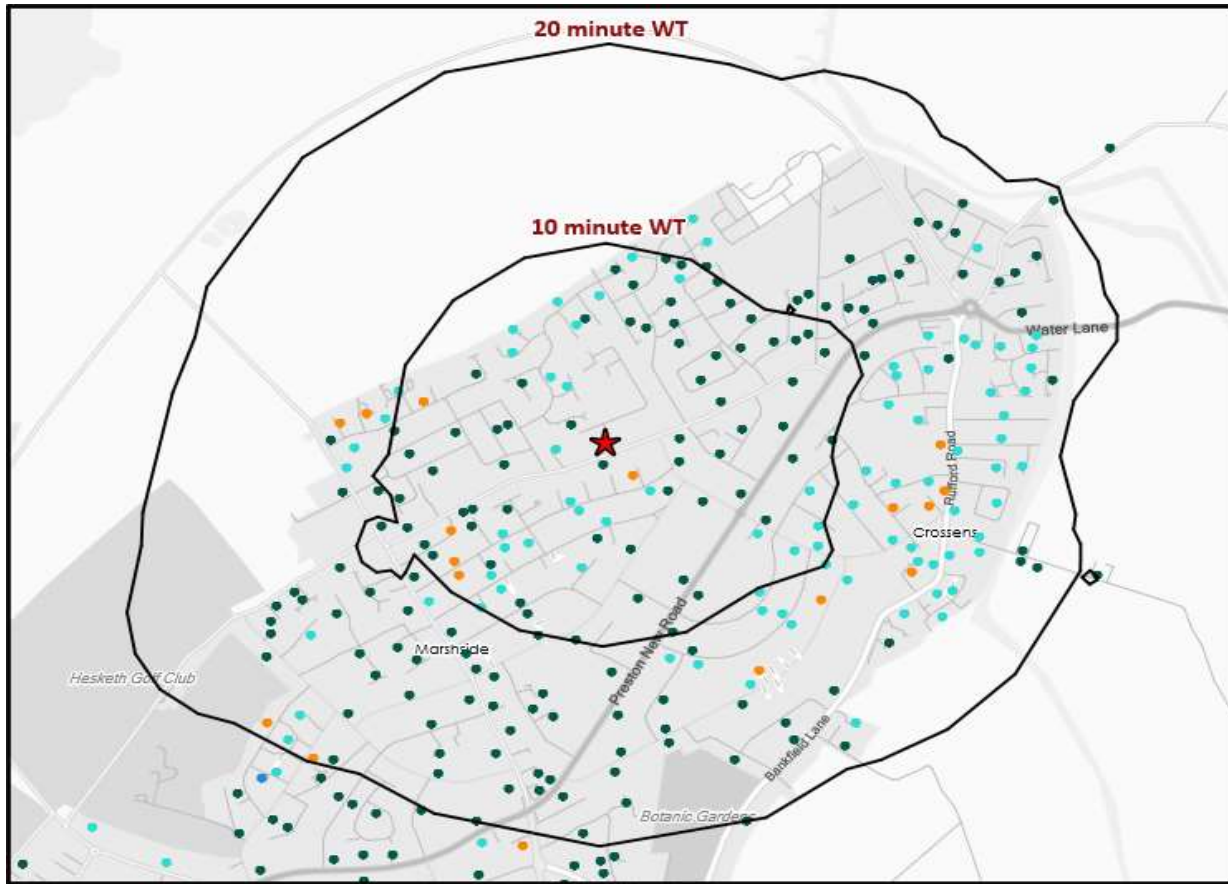 20 minute WT
10 minute WT
Water Lane
Rufford Road
Crossens
Preston New Road
Marshside
Hesketh Golf Club
Bankfield Lane
Botanic Gardens